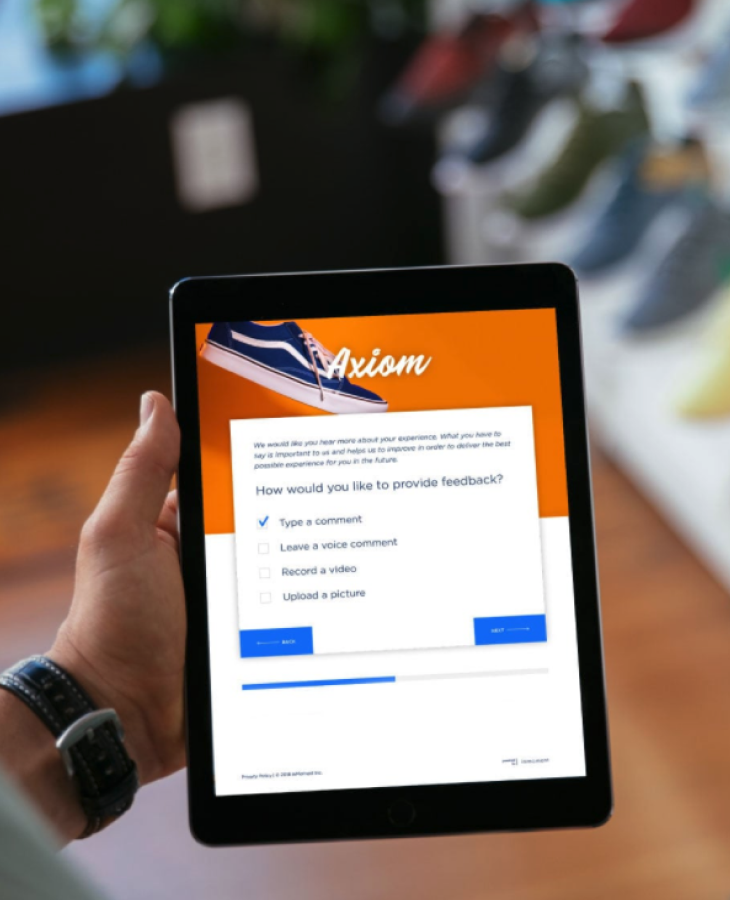 Axiom
We would like you hear more about your experience. What you have to
say is important to us and helps us to improve in order to deliver the best
possible experience for you in the future.
How would you like to provide feedback?
Type a comment
Leave a voice comment
Record a video
Upload a picture
BACK
NEXT
Privacy Policy | © 2018